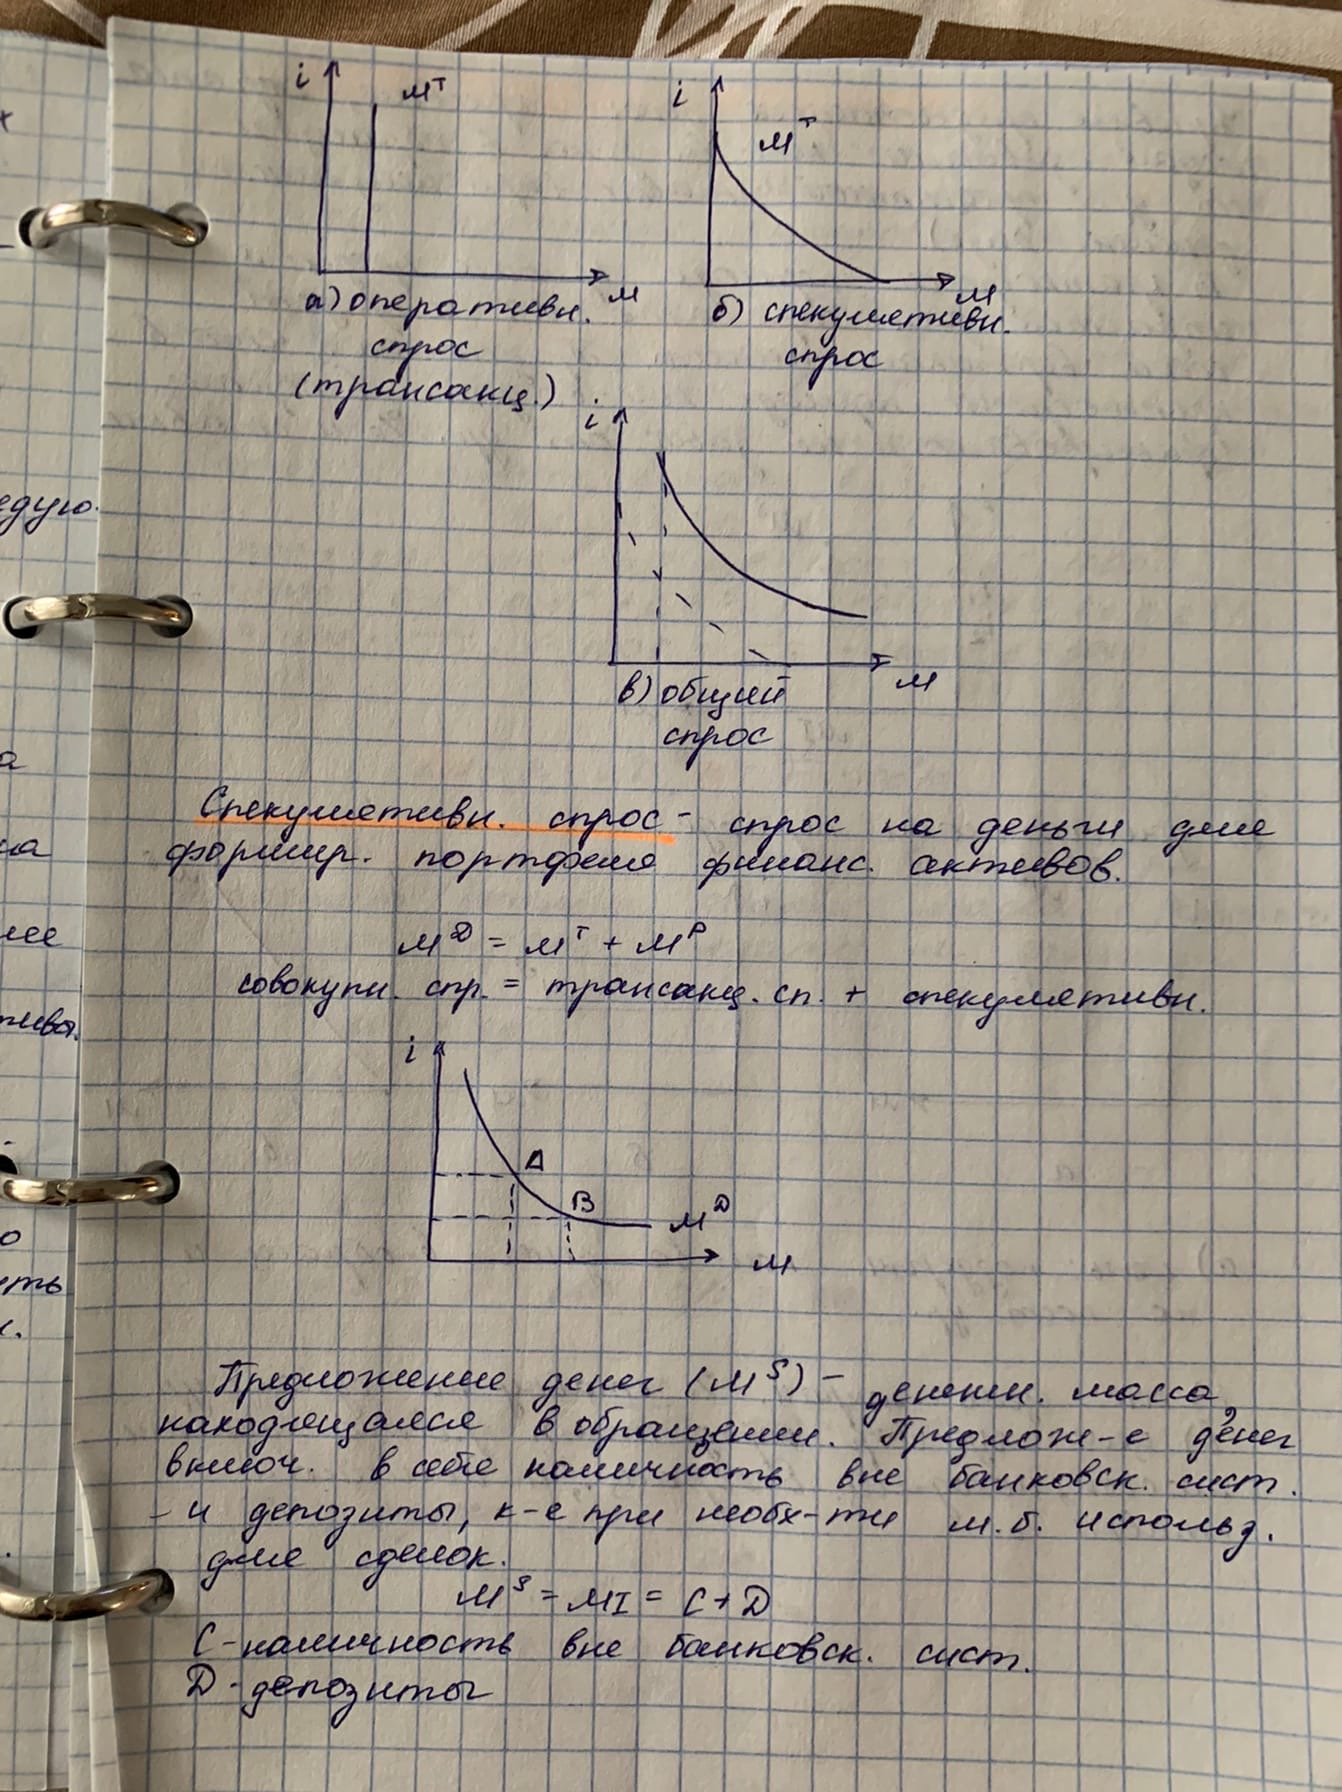 i
M^T
i
M^T
M
M
а) оперативн.
спрос
(трансакц.)
б) спекулятивн.
спрос
i
M
в) общий
спрос
Спекулятивн. спрос - спрос на деньги для
формир. портфеля финанс. активов.
M^D = M^T + M^P
совокупн. спр. = трансакц. сп. + спекулятивн.
i
A
B
M^D
M
Предложение денег (M^S) - денежн. масса,
находящаяся в обращении. Предлож-е денег
включ. в себя наличность вне банковск. сист.
- и депозиты, к-е при необх-ти м.б. использ.
для сделок.
M^S = MI = C + D
C - наличность вне банковск. сист.
D - депозиты
едую.